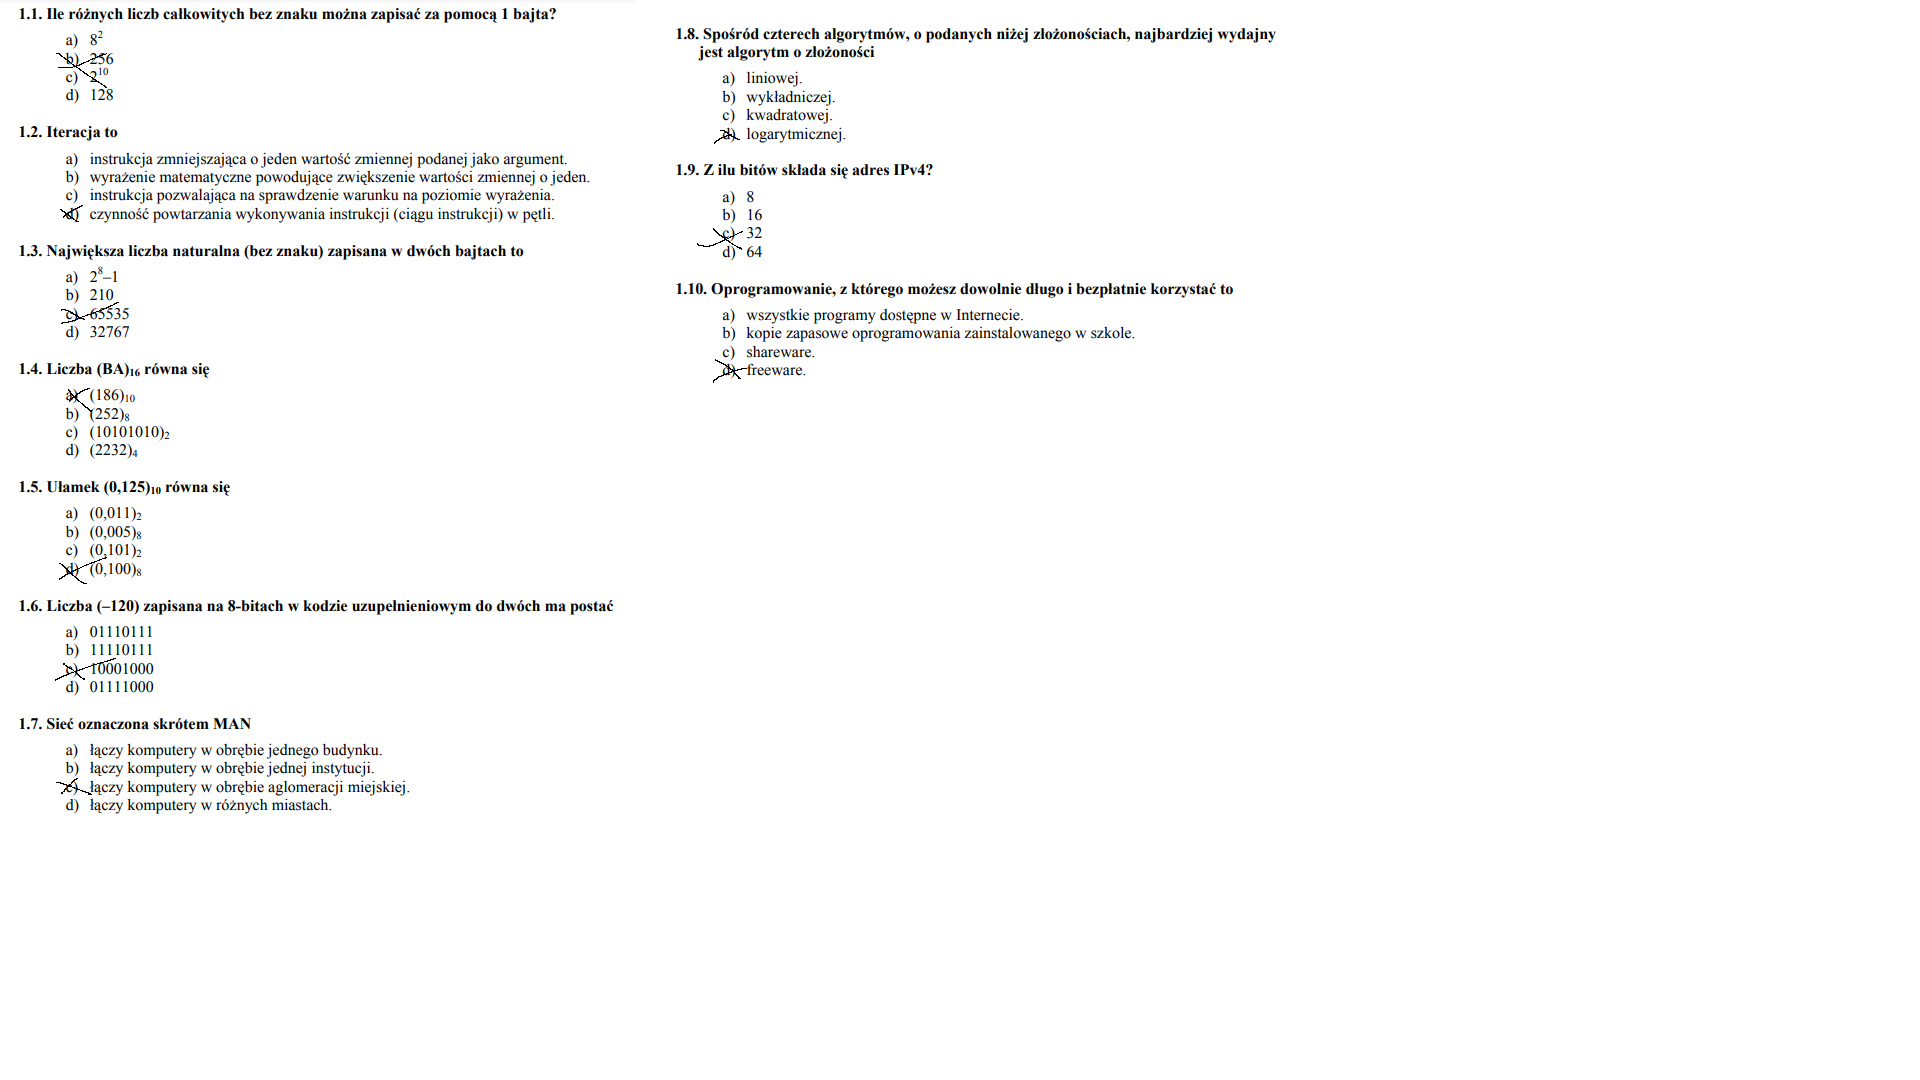 1.1. Ile różnych liczb całkowitych bez znaku można zapisać za pomocą 1 bajta?
a) 8²
b) 256
c) 2¹⁰
d) 128
1.2. Iteracja to
a) instrukcja zmniejszająca o jeden wartość zmiennej podanej jako argument.
b) wyrażenie matematyczne powodujące zwiększenie wartości zmiennej o jeden.
c) instrukcja pozwalająca na sprawdzenie warunku na poziomie wyrażenia.
d) czynność powtarzania wykonywania instrukcji (ciągu instrukcji) w pętli.
1.3. Największa liczba naturalna (bez znaku) zapisana w dwóch bajtach to
a) 2⁸–1
b) 210
c) 65535
d) 32767
1.4. Liczba (BA)₁₆ równa się
a) (186)₁₀
b) (252)₈
c) (10101010)₂
d) (2232)₄
1.5. Ułamek (0,125)₁₀ równa się
a) (0,011)₂
b) (0,005)₈
c) (0,101)₂
d) (0,100)₈
1.6. Liczba (–120) zapisana na 8-bitach w kodzie uzupełnieniowym do dwóch ma postać
a) 01110111
b) 11110111
c) 10001000
d) 01111000
1.7. Sieć oznaczona skrótem MAN
a) łączy komputery w obrębie jednego budynku.
b) łączy komputery w obrębie jednej instytucji.
c) łączy komputery w obrębie aglomeracji miejskiej.
d) łączy komputery w różnych miastach.
1.8. Spośród czterech algorytmów, o podanych niżej złożonościach, najbardziej wydajny
jest algorytm o złożoności
a) liniowej.
b) wykładniczej.
c) kwadratowej.
d) logarytmicznej.
1.9. Z ilu bitów składa się adres IPv4?
a) 8
b) 16
c) 32
d) 64
1.10. Oprogramowanie, z którego możesz dowolnie długo i bezpłatnie korzystać to
a) wszystkie programy dostępne w Internecie.
b) kopie zapasowe oprogramowania zainstalowanego w szkole.
c) shareware.
d) freeware.